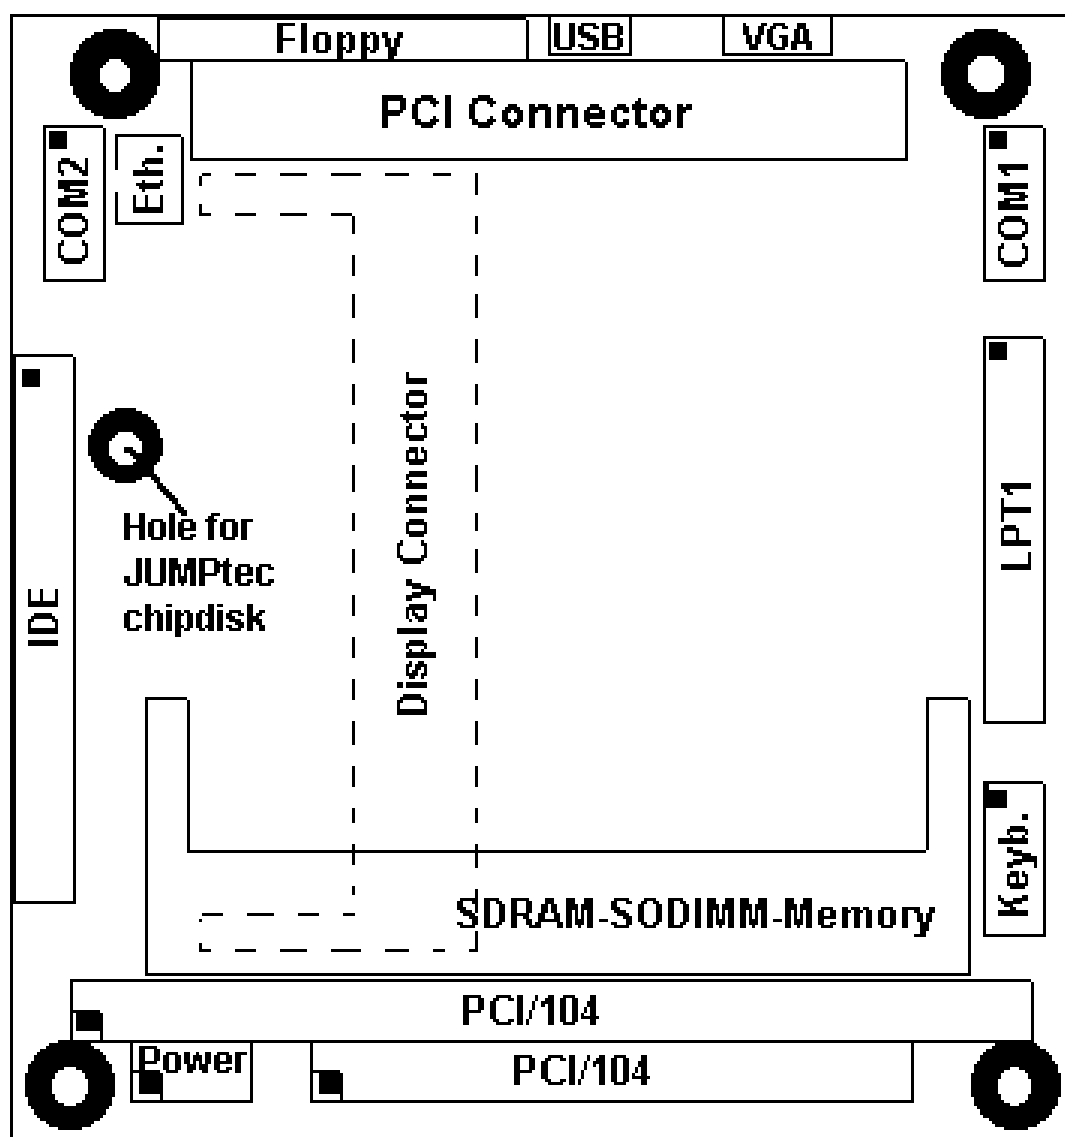 Floppy
USB
VGA
PCI Connector
COM2
Eth.
COM1
Display Connector
Hole for
JUMPtec
chipdisk
IDE
LPT1
Keyb.
SDRAM-SODIMM-Memory
PCI/104
Power
PCI/104